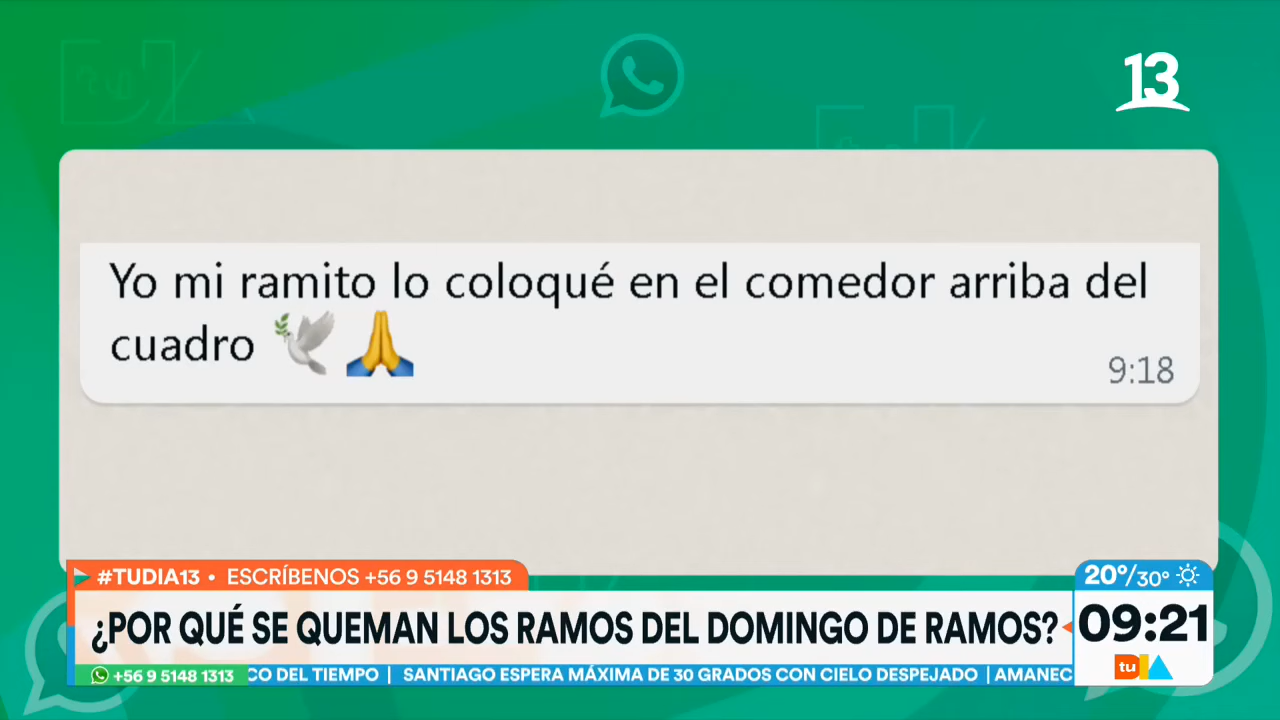 13
Yo mi ramito lo coloqué en el comedor arriba del
cuadro 🕊️ 🙏
9:18
#TUDIA13 • ESCRÍBENOS +56 9 5148 1313
20°/30°
¿POR QUÉ SE QUEMAN LOS RAMOS DEL DOMINGO DE RAMOS?
09:21
+56 9 5148 1313
CO DEL TIEMPO | SANTIAGO ESPERA MÁXIMA DE 30 GRADOS CON CIELO DESPEJADO | AMANEC
tu DIA